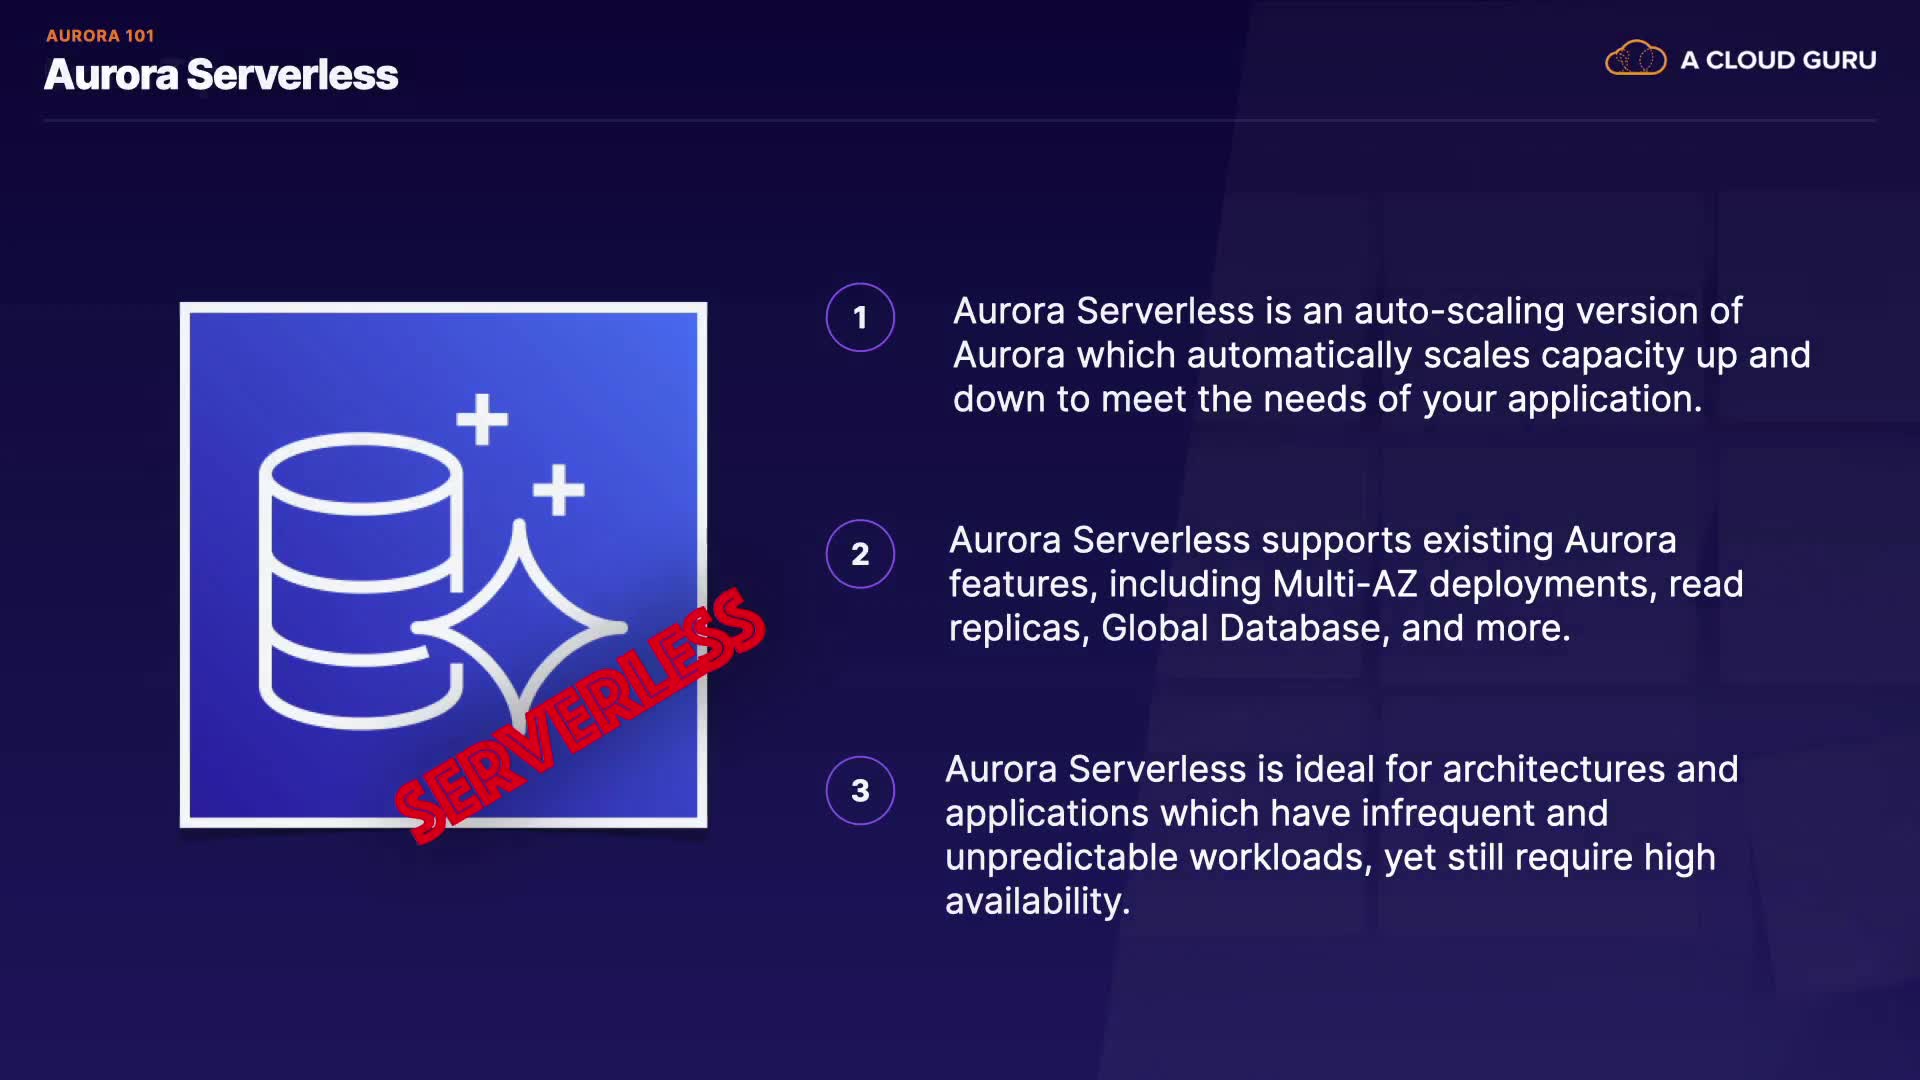 AURORA 101
Aurora Serverless
A CLOUD GURU
1
Aurora Serverless is an auto-scaling version of
Aurora which automatically scales capacity up and
down to meet the needs of your application.
2
Aurora Serverless supports existing Aurora
features, including Multi-AZ deployments, read
replicas, Global Database, and more.
SERVERLESS
3
Aurora Serverless is ideal for architectures and
applications which have infrequent and
unpredictable workloads, yet still require high
availability.